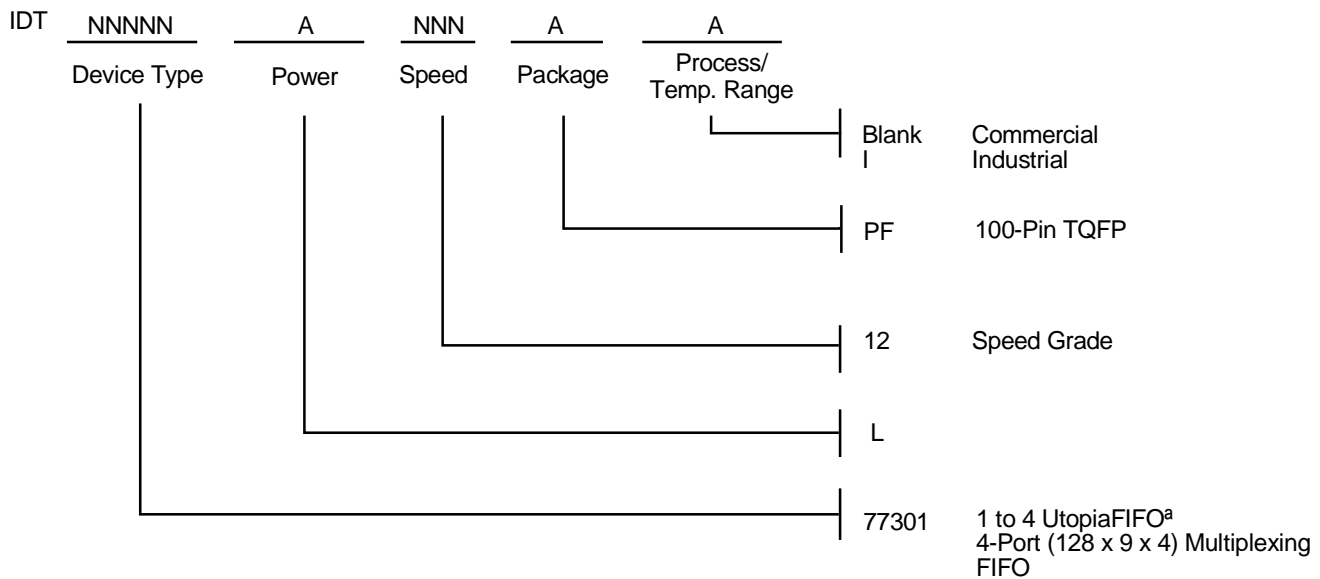 IDT NNNNN A NNN A A
Device Type Power Speed Package Process/
Temp. Range
Blank Commercial
I Industrial
PF 100-Pin TQFP
12 Speed Grade
L
77301 1 to 4 UtopiaFIFOª
4-Port (128 x 9 x 4) Multiplexing
FIFO